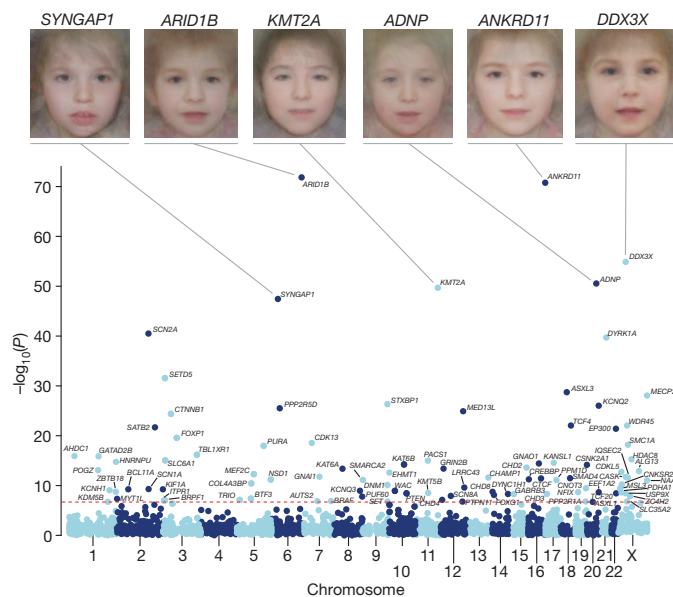 SYNGAP1 ARID1B KMT2A ADNP ANKRD11 DDX3X
70
ARID1B
ANKRD11
60
DDX3X
ADNP
50
KMT2A
SYNGAP1
SCN2A
DYRK1A
40
SETD5
30
ASXL3
MECP2
STXBP1
KCNQ2
PPP2R5D
MED13L
CTNNB1
TCF4
WDR45
SATB2
EP300
20
FOXP1
CDK13
PURA
SMC1A
AHDC1
GATAD2B
TBL1XR1
PACS1
GNAO1
KANSL1
IQSEC2
HDAC8
POGZ
HNRNPU
SLC6A1
KAT6A
SMARCA2
KAT6B
GRIN2B
CHD2
CSNK2A1
CDKL5
ALG13
BCL11A
SCN1A
MEF2C
NSD1
GNAI1
EHMT1
LRRC43
CREBBP
PPM1D
SMAD4
CASK
CNKSR2
ZBTB18
KIF1A
COL4A3BP
DNM1
KMT5B
CHD8
DYNC1H1
CTCF
EEF1A2
NAA10
KCNH1
10
CHAMP1
CNOT3
MSL3
PDHA1
KDM5B
MYT1L
ITPR1
BRPF1
TRIO
BTF3
AUTS2
KCNQ3
PUF60
WAC
PTEN
SCN8A
GABRB3
NFIX
TCF20
USP9X
BRAF
SET
CHD4
PTPN11
FOXG1
CHD3
PPP2R1A
ASXL1
ZC4H2
SLC35A2
0
−log10(P)
1 2 3 4 5 6 7 8 9 10 11 12 13 14 15 16 17 18 19 20 21 22 X
Chromosome